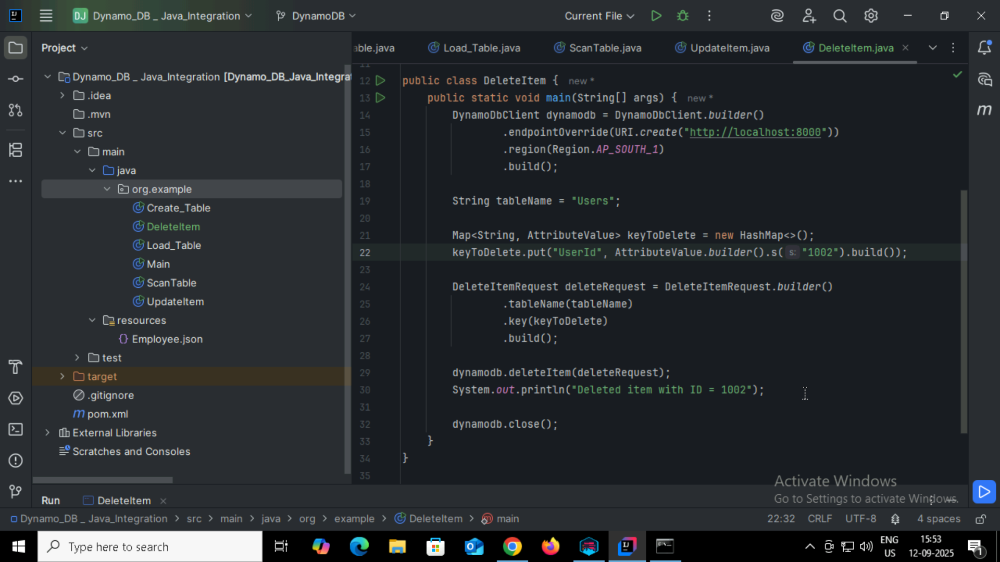 DJ Dynamo_DB _ Java_Integration
DynamoDB
Current File
Project
able.java
Load_Table.java
ScanTable.java
UpdateItem.java
DeleteItem.java
Dynamo_DB _ Java_Integration [Dynamo_DB_Java_Integra
.idea
.mvn
src
main
java
org.example
Create_Table
DeleteItem
Load_Table
Main
ScanTable
UpdateItem
resources
Employee.json
test
target
.gitignore
pom.xml
External Libraries
Scratches and Consoles
11
12 public class DeleteItem { new *
13 public static void main(String[] args) { new *
14 DynamoDbClient dynamodb = DynamoDbClient.builder()
15 .endpointOverride(URI.create("http://localhost:8000"))
16 .region(Region.AP_SOUTH_1)
17 .build();
18
19 String tableName = "Users";
20
21 Map<String, AttributeValue> keyToDelete = new HashMap<>();
22 keyToDelete.put("UserId", AttributeValue.builder().s( s: "1002").build());
23
24 DeleteItemRequest deleteRequest = DeleteItemRequest.builder()
25 .tableName(tableName)
26 .key(keyToDelete)
27 .build();
28
29 dynamodb.deleteItem(deleteRequest);
30 System.out.println("Deleted item with ID = 1002");
31
32 dynamodb.close();
33 }
34 }
35
Activate Windows
Go to Settings to activate Windows.
Run
DeleteItem
Dynamo_DB _ Java_Integration > src > main > java > org > example > DeleteItem > main
22:32 CRLF UTF-8 4 spaces
Type here to search
ENG
US
15:53
12-09-2025
1